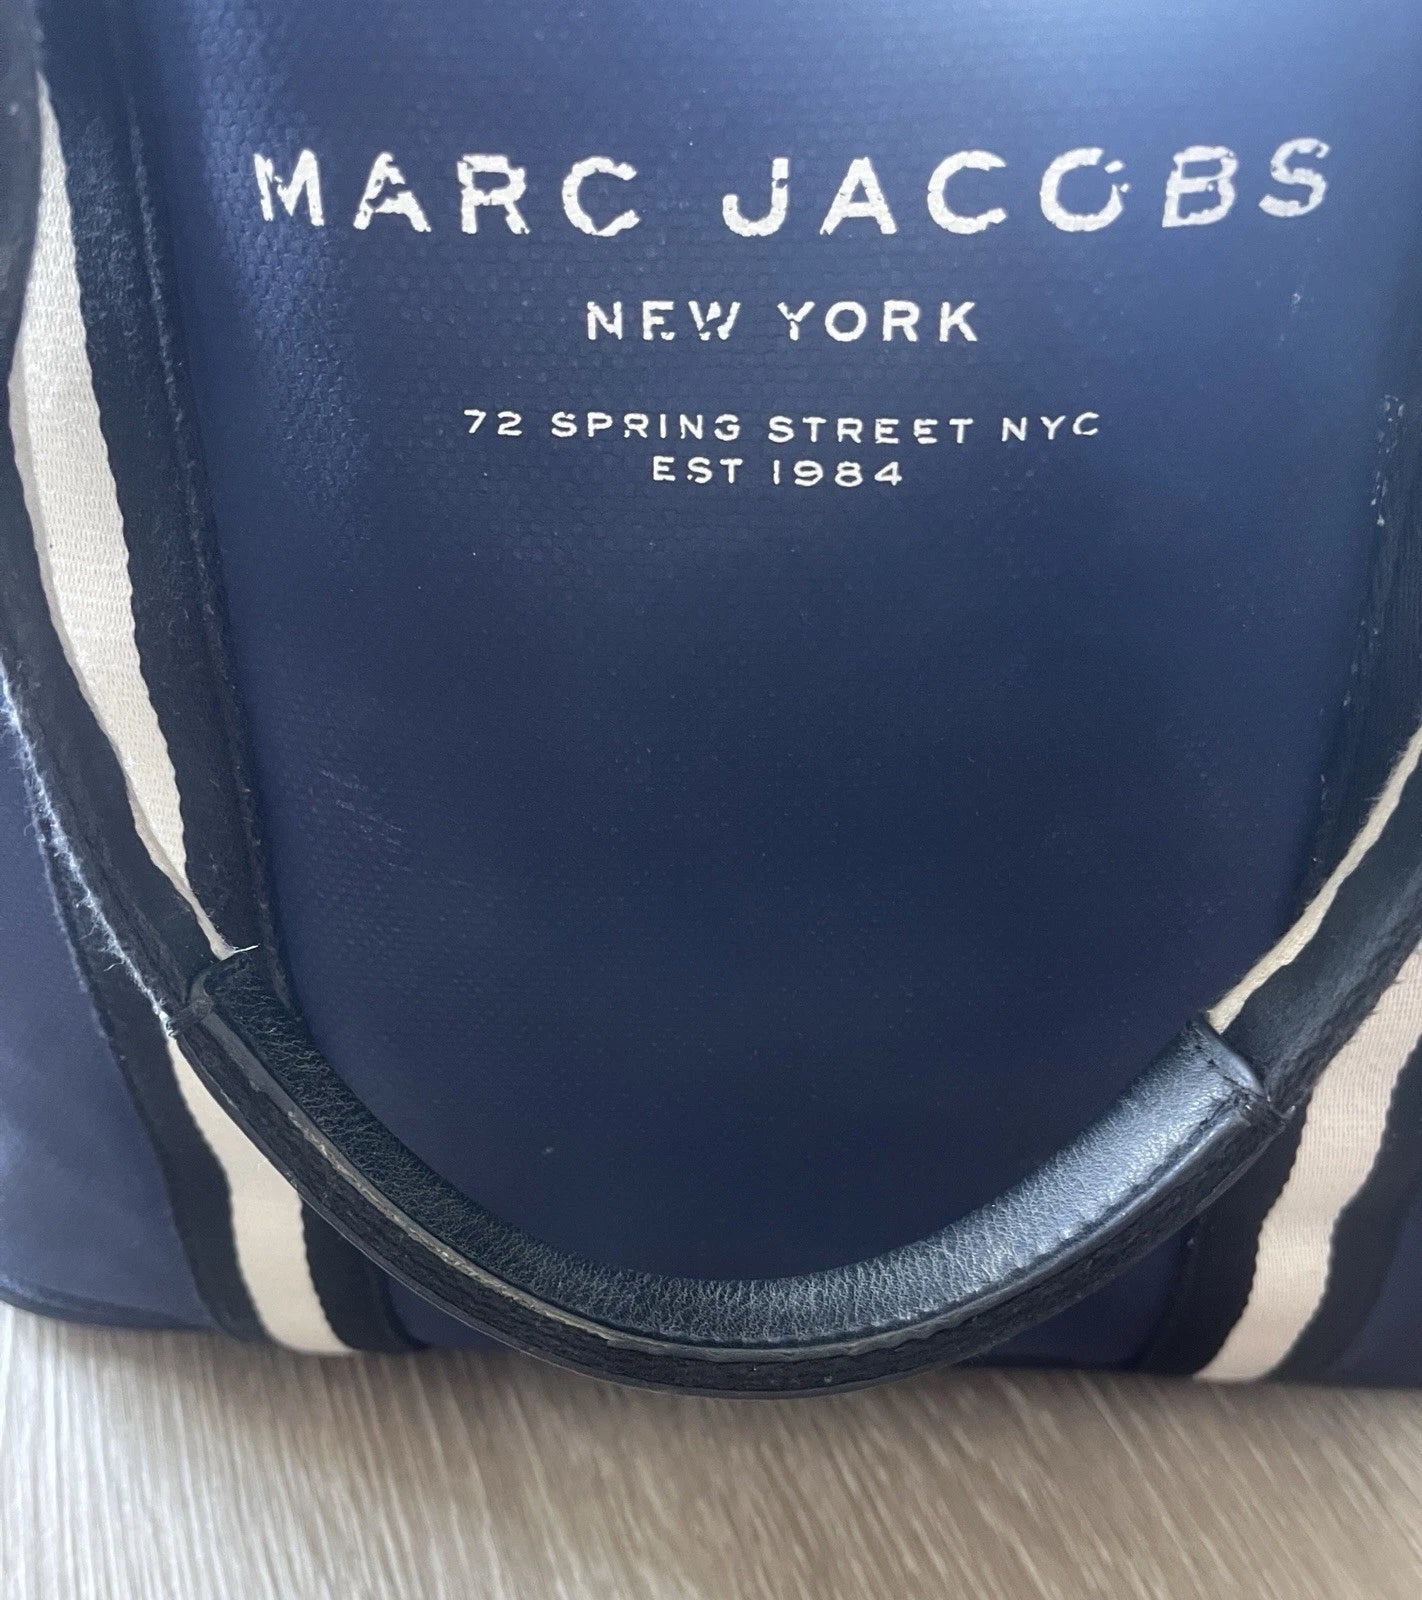 MARC JACOBS
NEW YORK
72 SPRING STREET NYC
EST 1984